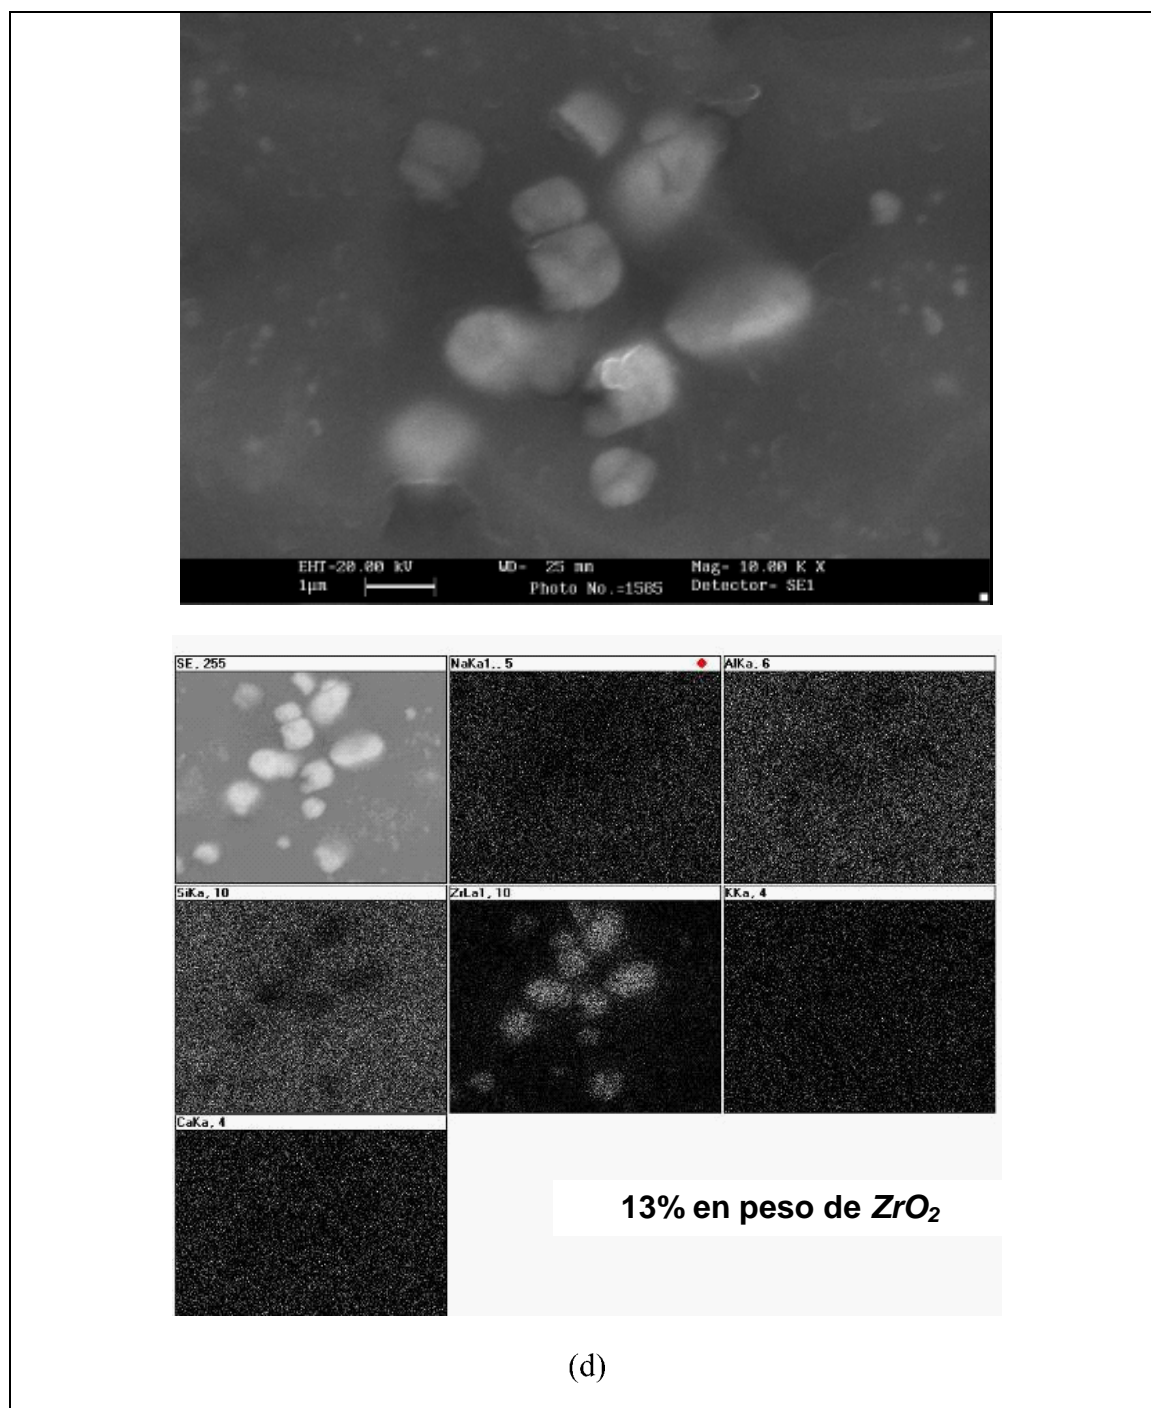 EHT=20.00 kV WD= 25 mm Mag= 10.00 K X
1µm Photo No.=1585 Detector= SE1
SE, 255 NaKa1,, 5 AlKa, 6
SiKa, 10 ZrLa1, 10 KKa, 4
CaKa, 4
13% en peso de ZrO₂
(d)